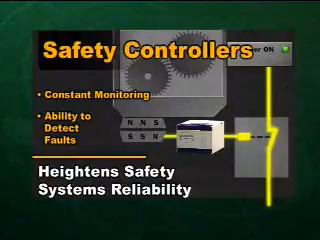 Safety Controllers
er ON
• Constant Monitoring
• Ability to
Detect
Faults
N N S
S S N
Heightens Safety
Systems Reliability